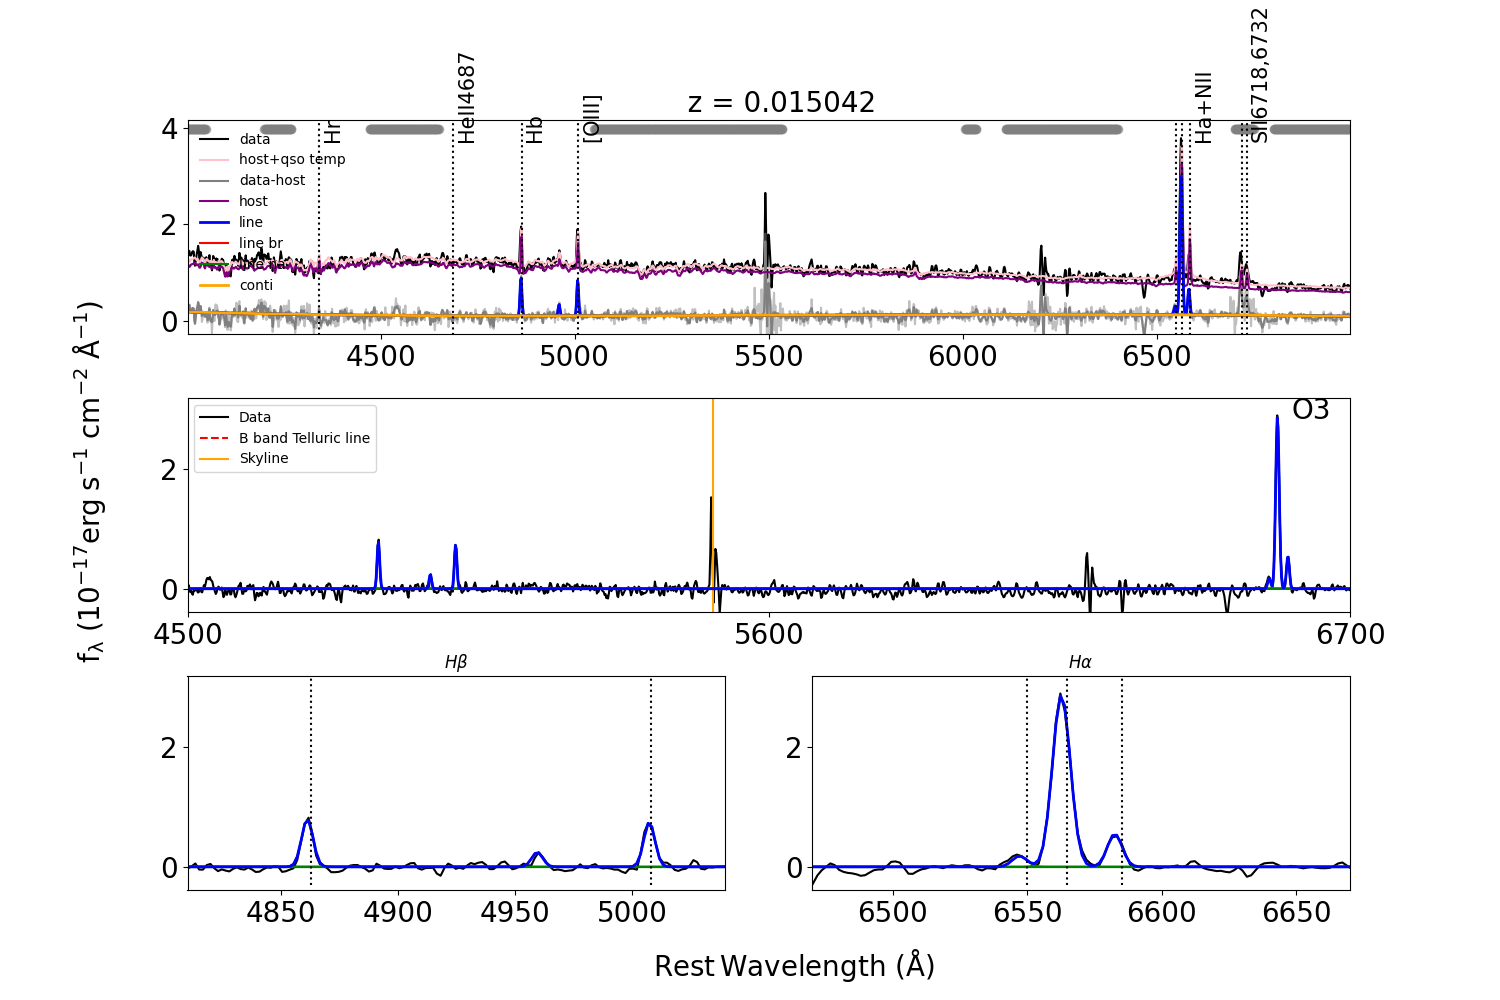 z = 0.015042
Hr
HeII4687
Hb
[OIII]
Ha+NII
SII6718,6732
data
host+qso temp
data-host
host
line
line br
conti
4
2
0
4500 5000 5500 6000 6500
Data
B band Telluric line
Skyline
O3
2
0
4500 5600 6700
fλ (10−17erg s−1 cm−2 Å−1)
Hβ
2
0
4850 4900 4950 5000
Hα
2
0
6500 6550 6600 6650
Rest Wavelength (Å)